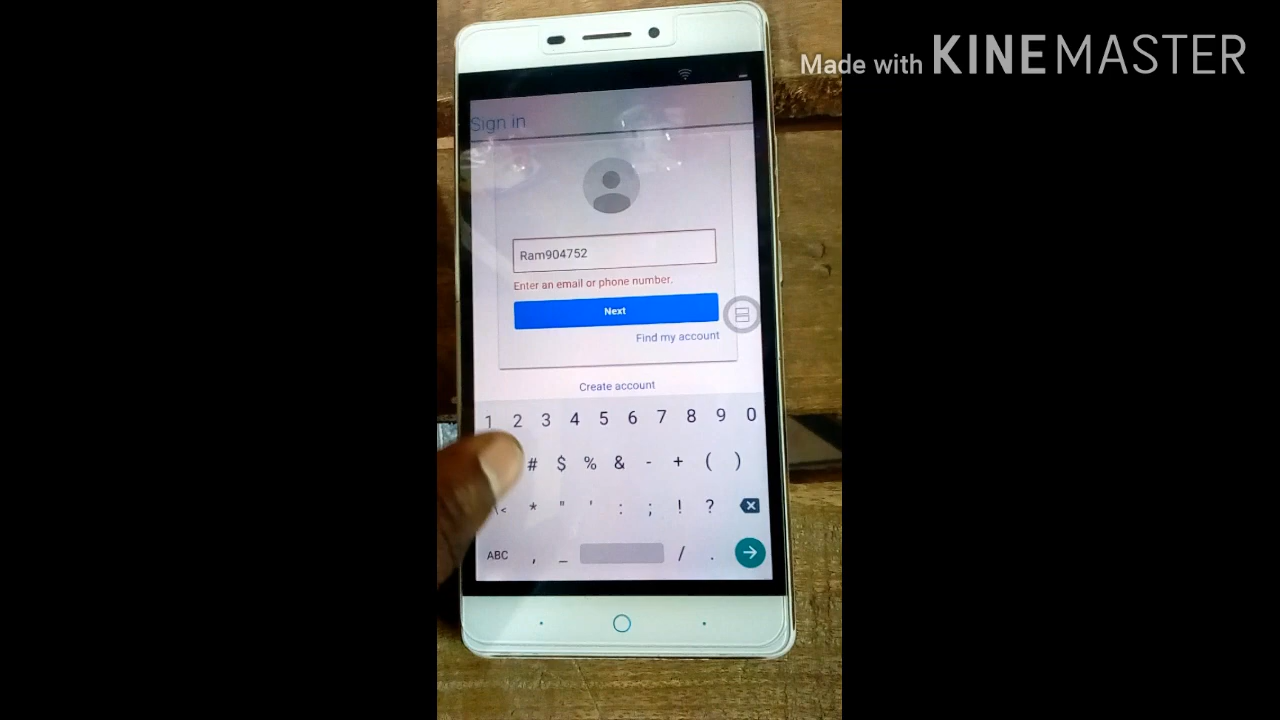 Made with KINEMASTER
Sign in
Ram904752
Enter an email or phone number.
Next
Find my account
Create account
1 2 3 4 5 6 7 8 9 0
# $ % & - + ( )
< * " ' : ; ! ?
ABC , _ / .